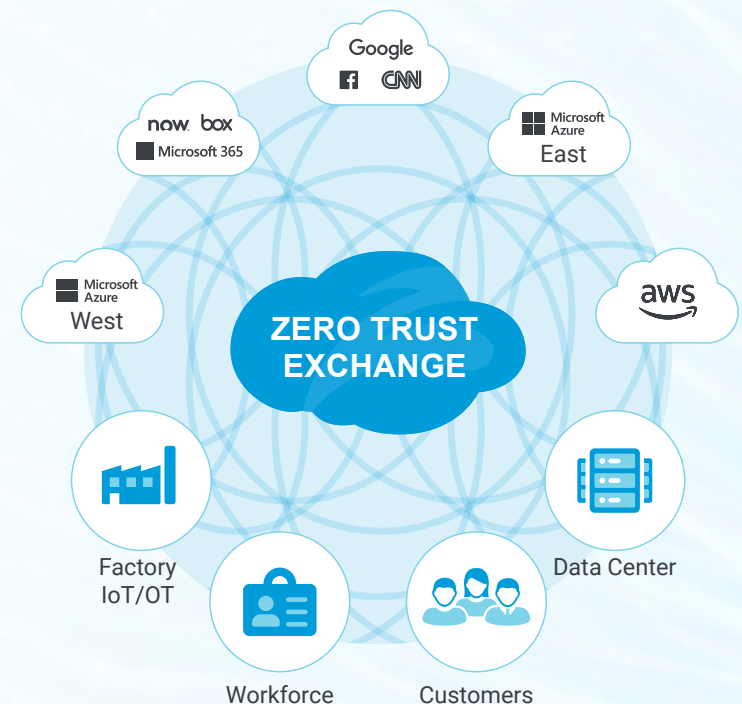 Google
f CNN
now. box
Microsoft 365
Microsoft
Azure
East
Microsoft
Azure
West
aws
ZERO TRUST
EXCHANGE
Factory
IoT/OT
Data Center
Workforce
Customers